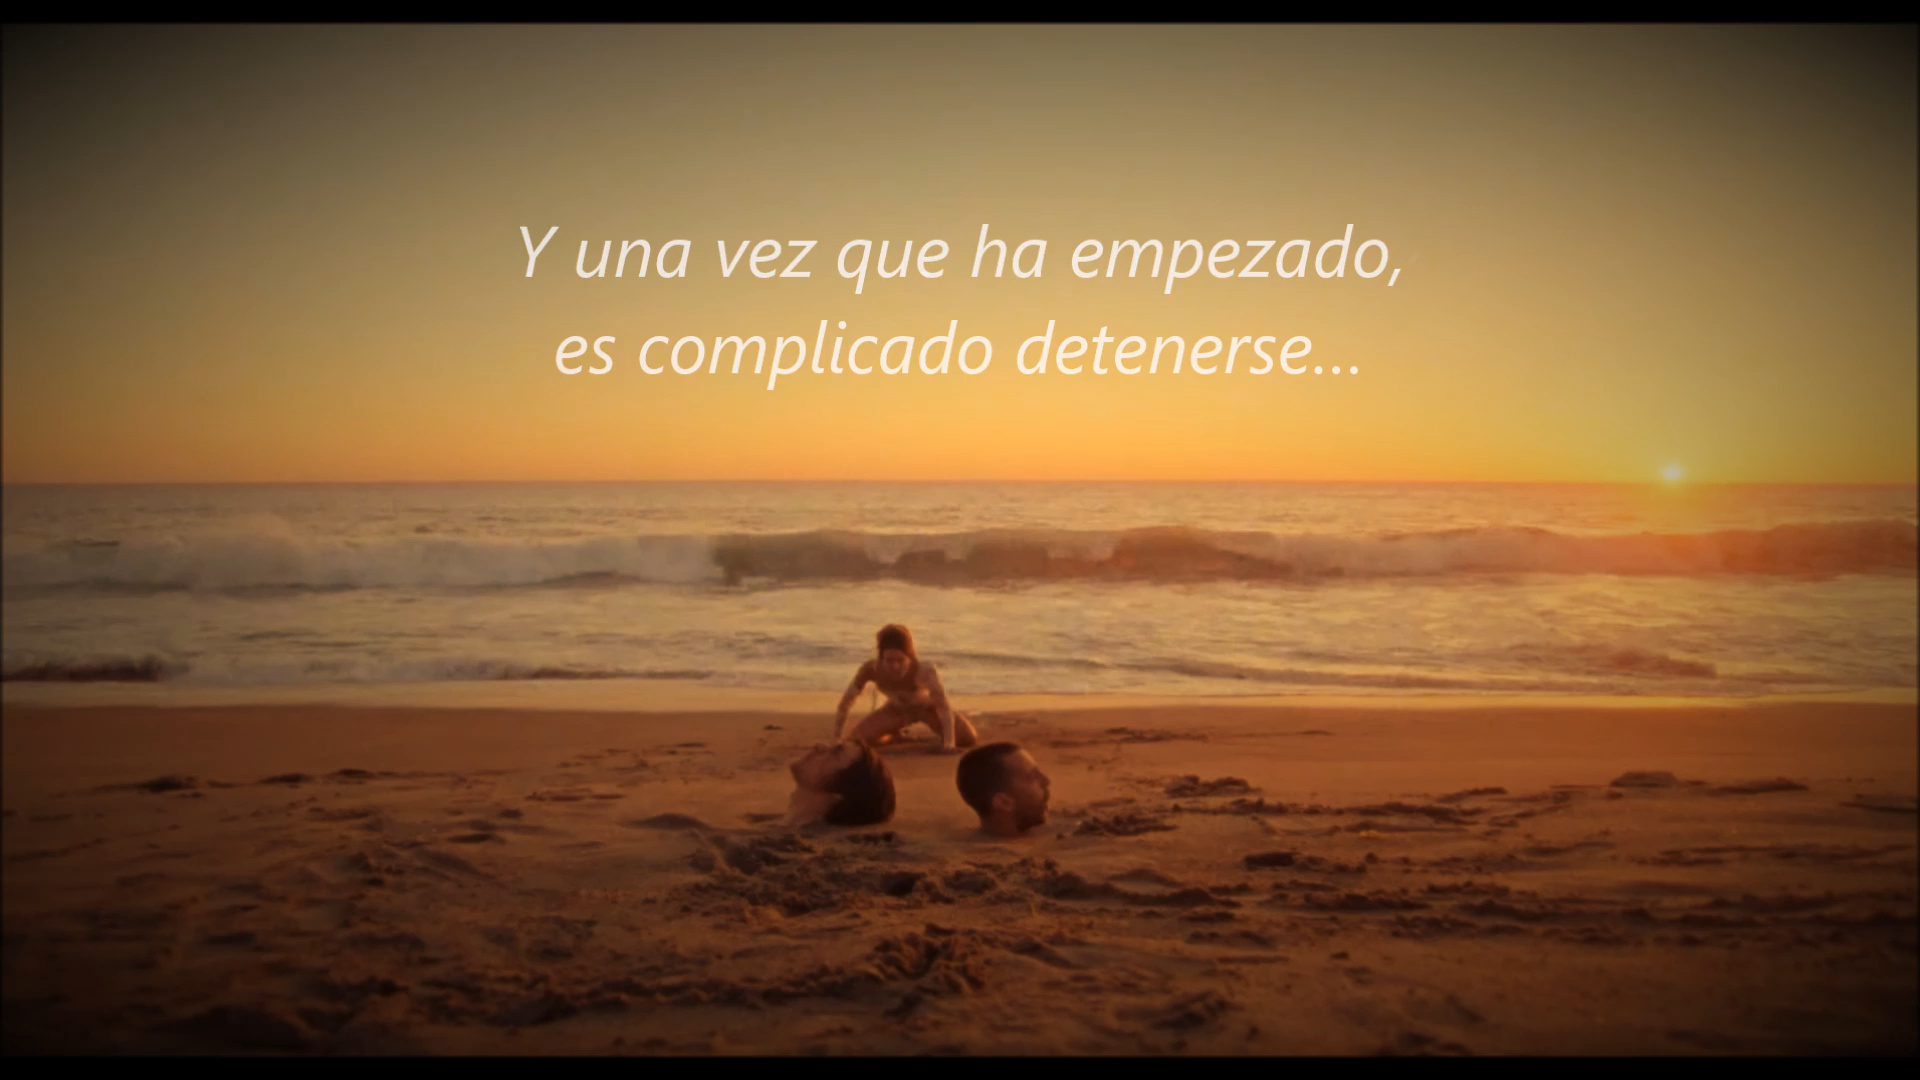 Y una vez que ha empezado,
es complicado detenerse...